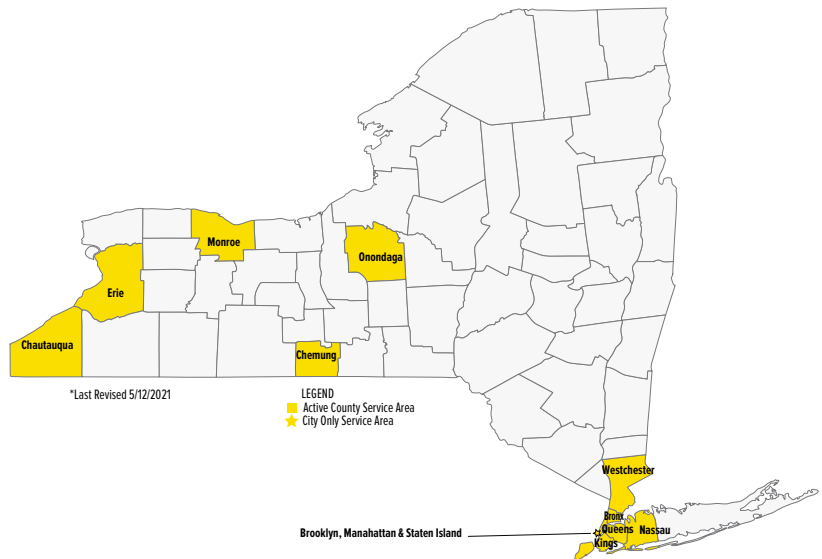 Monroe
Onondaga
Erie
Chautauqua
Chemung
*Last Revised 5/12/2021
LEGEND
Active County Service Area
City Only Service Area
Westchester
Bronx
Queens
Nassau
Brooklyn, Manahattan & Staten Island
Kings